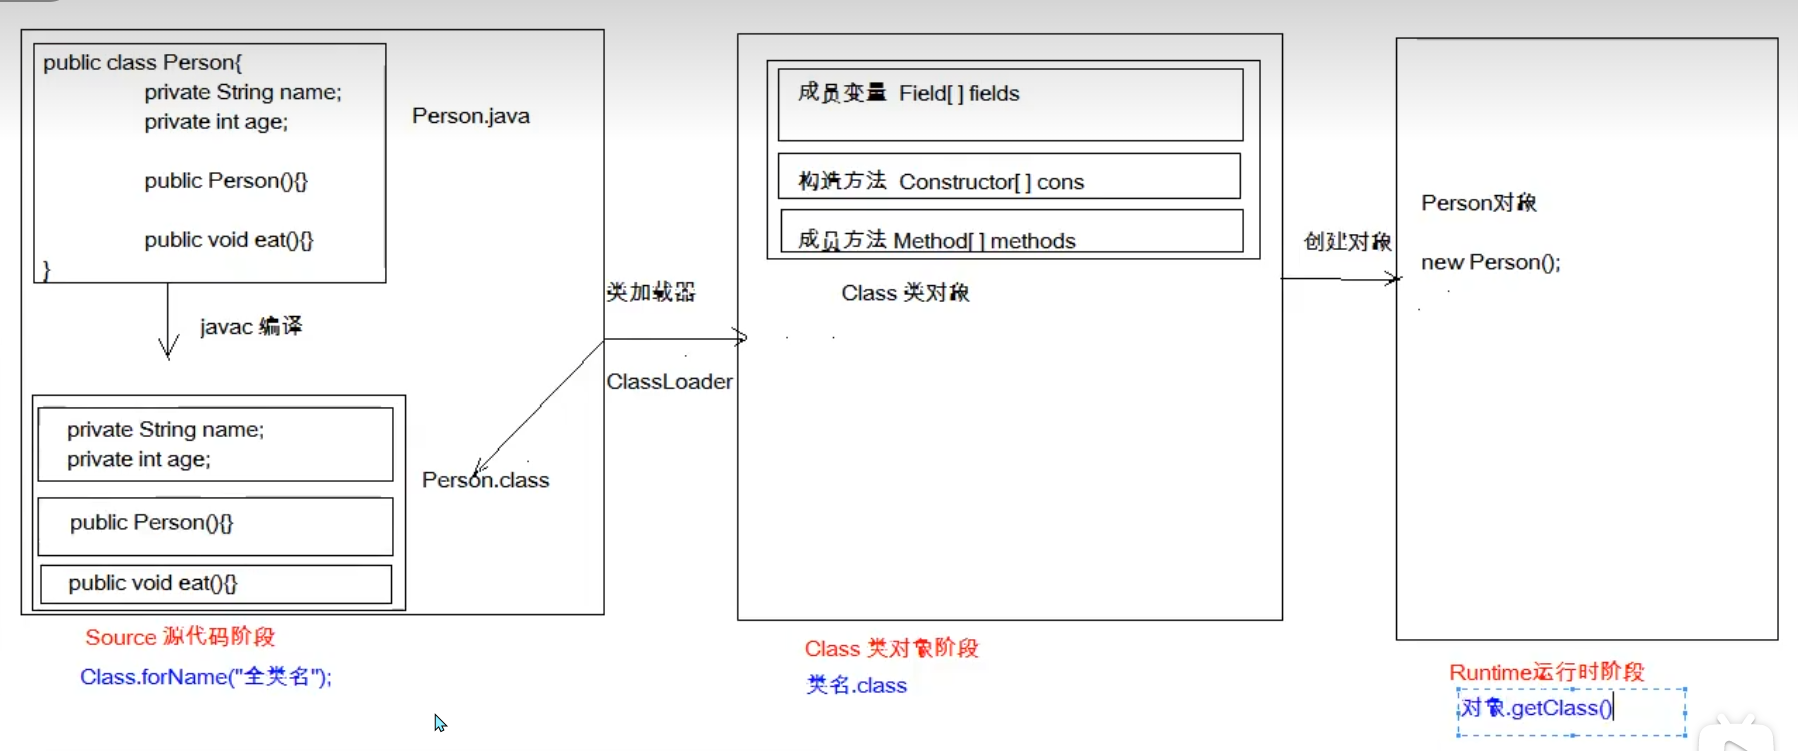 public class Person{
private String name;
private int age;
public Person(){}
public void eat(){}
}
Person.java
javac 编译
private String name;
private int age;
public Person(){}
public void eat(){}
Person.class
Source 源代码阶段
Class.forName("全类名");
类加载器
ClassLoader
成员变量 Field[ ] fields
构造方法 Constructor[ ] cons
成员方法 Method[ ] methods
Class 类对象
Class 类对象阶段
类名.class
创建对象
Person对象
new Person();
Runtime运行时阶段
对象.getClass()